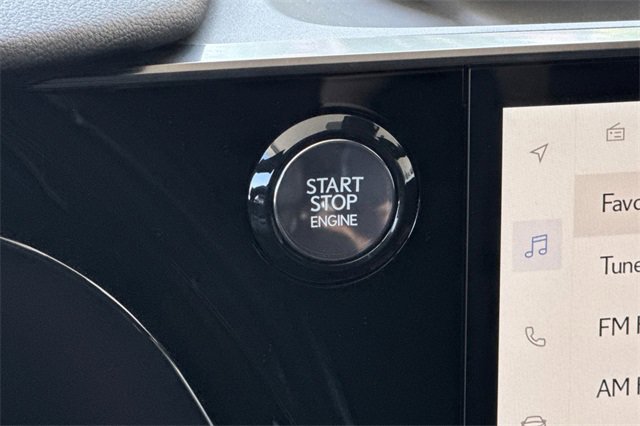 START
STOP
ENGINE
Favo
Tune
FM
AM